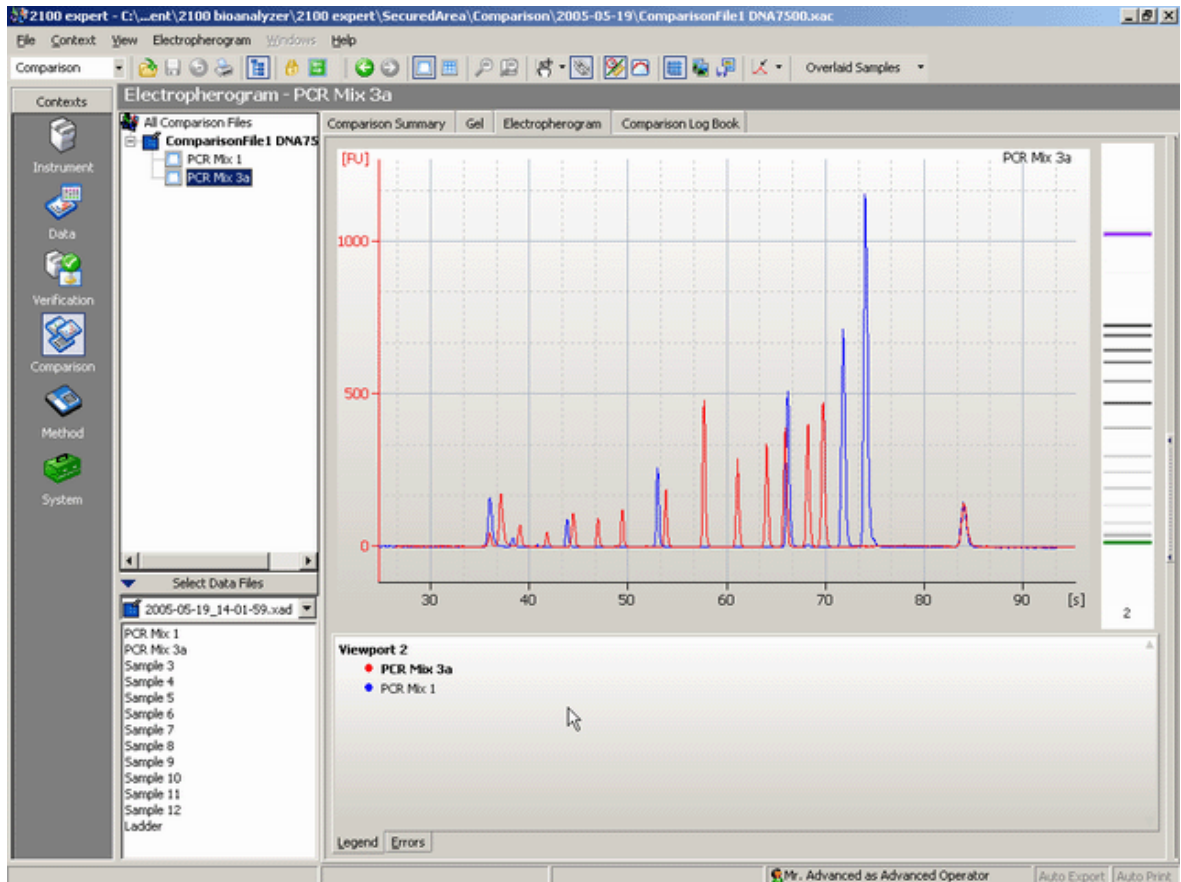 2100 expert - C:\...ent\2100 bioanalyzer\2100 expert\SecuredArea\Comparison\2005-05-19\ComparisonFile1 DNA7500.xac
File Context View Electropherogram Windows Help
Comparison Overlaid Samples
Contexts
Instrument
Data
Verification
Comparison
Method
System
Electropherogram - PCR Mix 3a
All Comparison Files
ComparisonFile1 DNA75
PCR Mix 1
PCR Mix 3a
Select Data Files
2005-05-19_14-01-59.xad
PCR Mix 1
PCR Mix 3a
Sample 3
Sample 4
Sample 5
Sample 6
Sample 7
Sample 8
Sample 9
Sample 10
Sample 11
Sample 12
Ladder
Comparison Summary Gel Electropherogram Comparison Log Book
[FU] PCR Mix 3a
1000
500
0
30 40 50 60 70 80 90 [s]
2
Viewport 2
PCR Mix 3a
PCR Mix 1
Legend Errors
Mr. Advanced as Advanced Operator Auto Export Auto Print